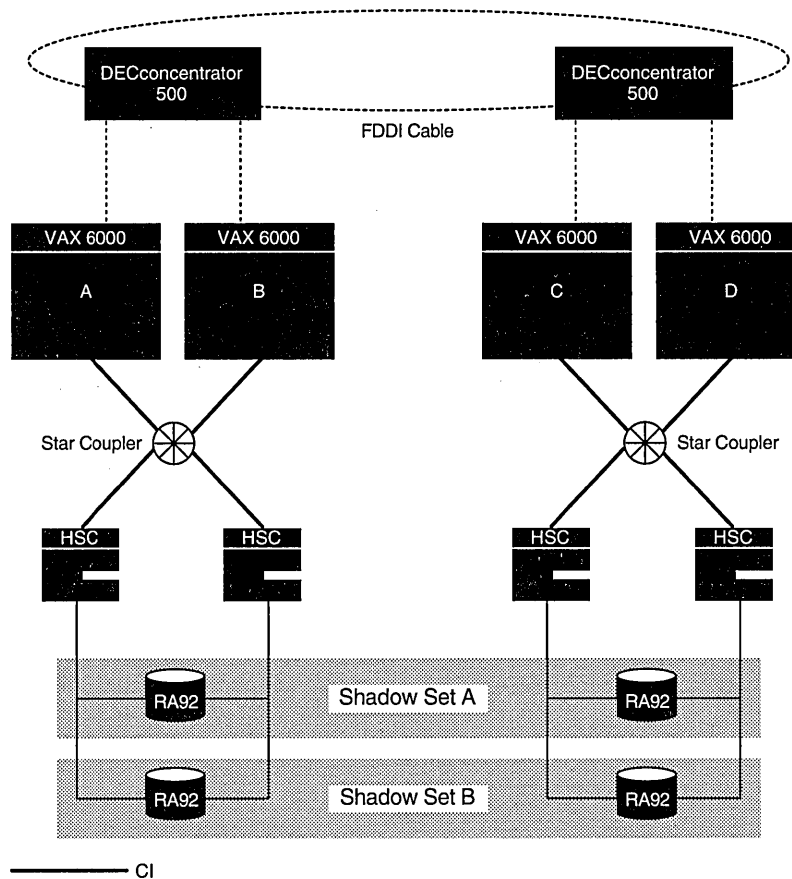 DECconcentrator
500
DECconcentrator
500
FDDI Cable
VAX 6000
A
VAX 6000
B
VAX 6000
C
VAX 6000
D
Star Coupler
Star Coupler
HSC
HSC
HSC
HSC
RA92
Shadow Set A
RA92
RA92
Shadow Set B
RA92
CI